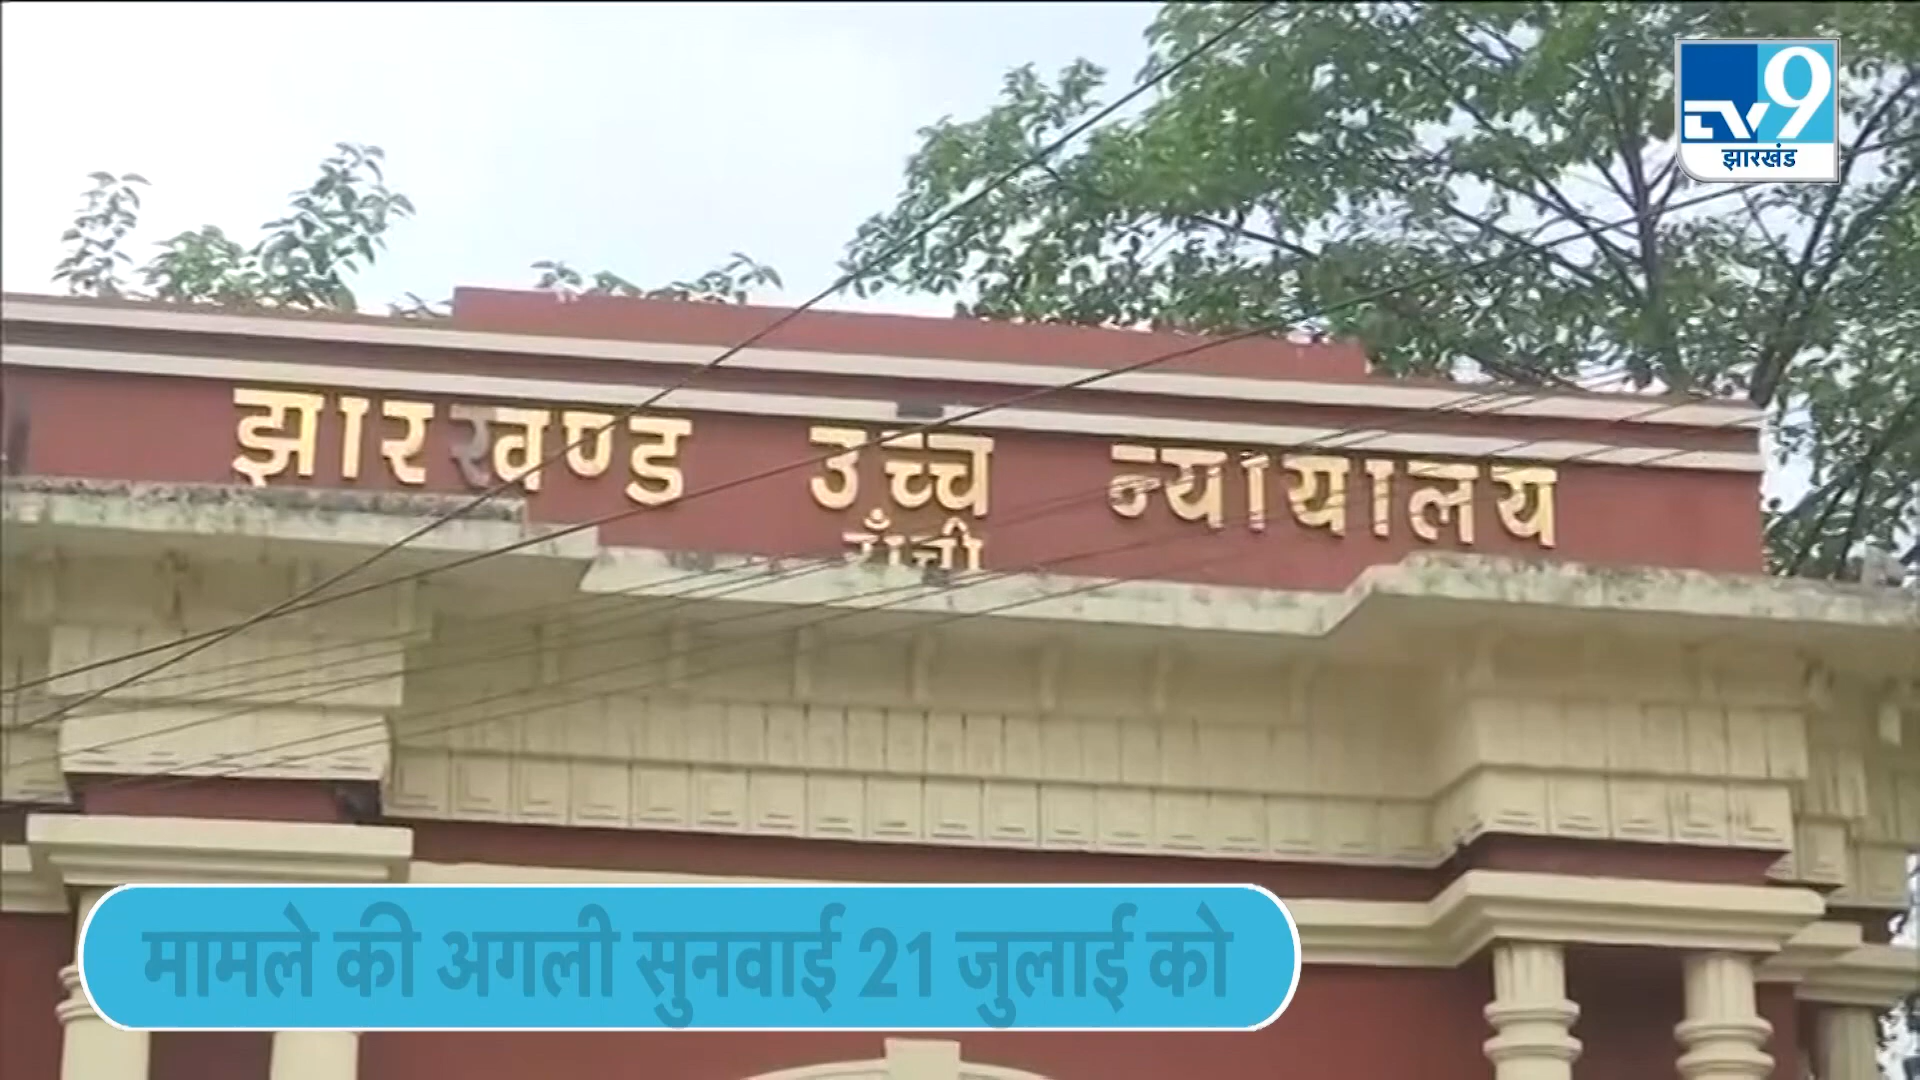 TV9
झारखंड
झारखण्ड उच्च न्यायालय
राँची
मामले की अगली सुनवाई 21 जुलाई को